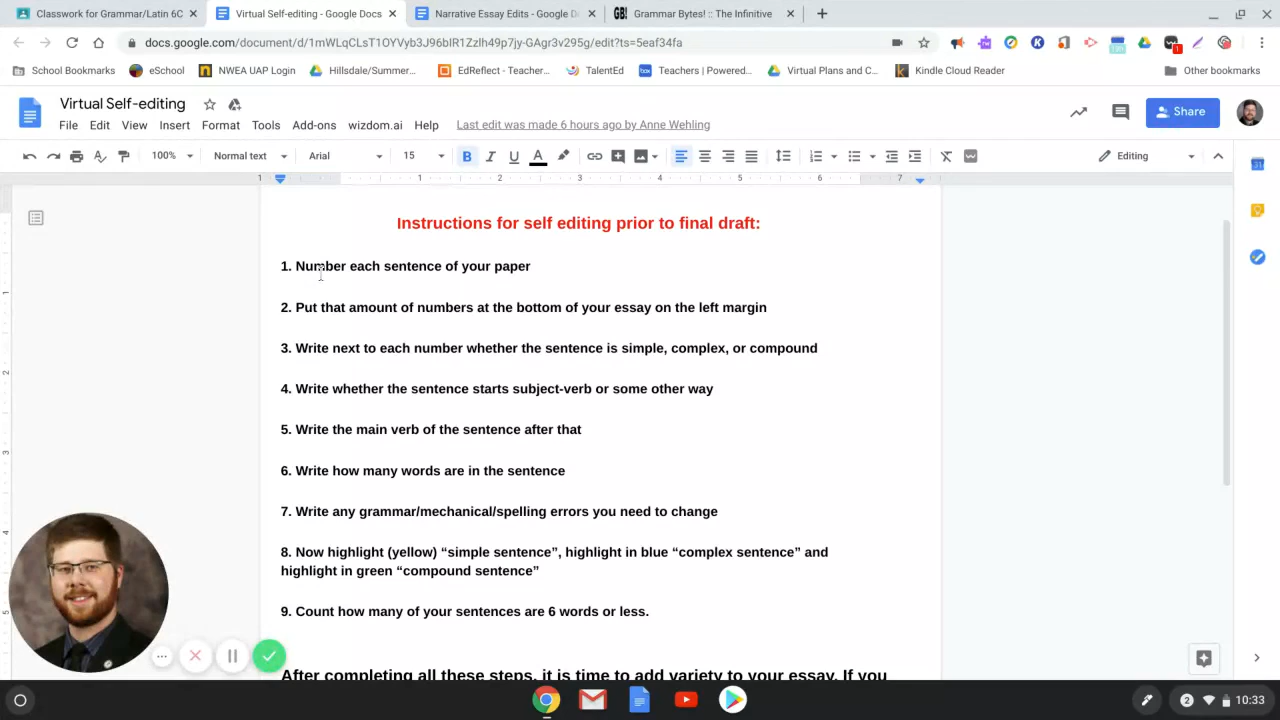 Classwork for Grammar/Latin 6C
Virtual Self-editing - Google Docs
Narrative Essay Edits - Google D
GB! Grammar Bytes! :: The Infinitive
docs.google.com/document/d/1mWLqCLsT1OYVyb3J96bIR1Zzlh49p7jy-GAgr3v295g/edit?ts=5eaf34fa
School Bookmarks
eSchool
NWEA UAP Login
Hillsdale/Summer...
EdReflect - Teacher...
TalentEd
Teachers | Powered...
Virtual Plans and C...
Kindle Cloud Reader
Other bookmarks
Virtual Self-editing
File Edit View Insert Format Tools Add-ons wizdom.ai Help Last edit was made 6 hours ago by Anne Wehling
Share
100% Normal text Arial 15 B I U A Editing
1 1 2 3 4 5 6 7
Instructions for self editing prior to final draft:
1. Number each sentence of your paper
2. Put that amount of numbers at the bottom of your essay on the left margin
3. Write next to each number whether the sentence is simple, complex, or compound
4. Write whether the sentence starts subject-verb or some other way
5. Write the main verb of the sentence after that
6. Write how many words are in the sentence
7. Write any grammar/mechanical/spelling errors you need to change
8. Now highlight (yellow) “simple sentence”, highlight in blue “complex sentence” and
highlight in green “compound sentence”
9. Count how many of your sentences are 6 words or less.
After completing all these steps, it is time to add variety to your essay. If you
2 10:33